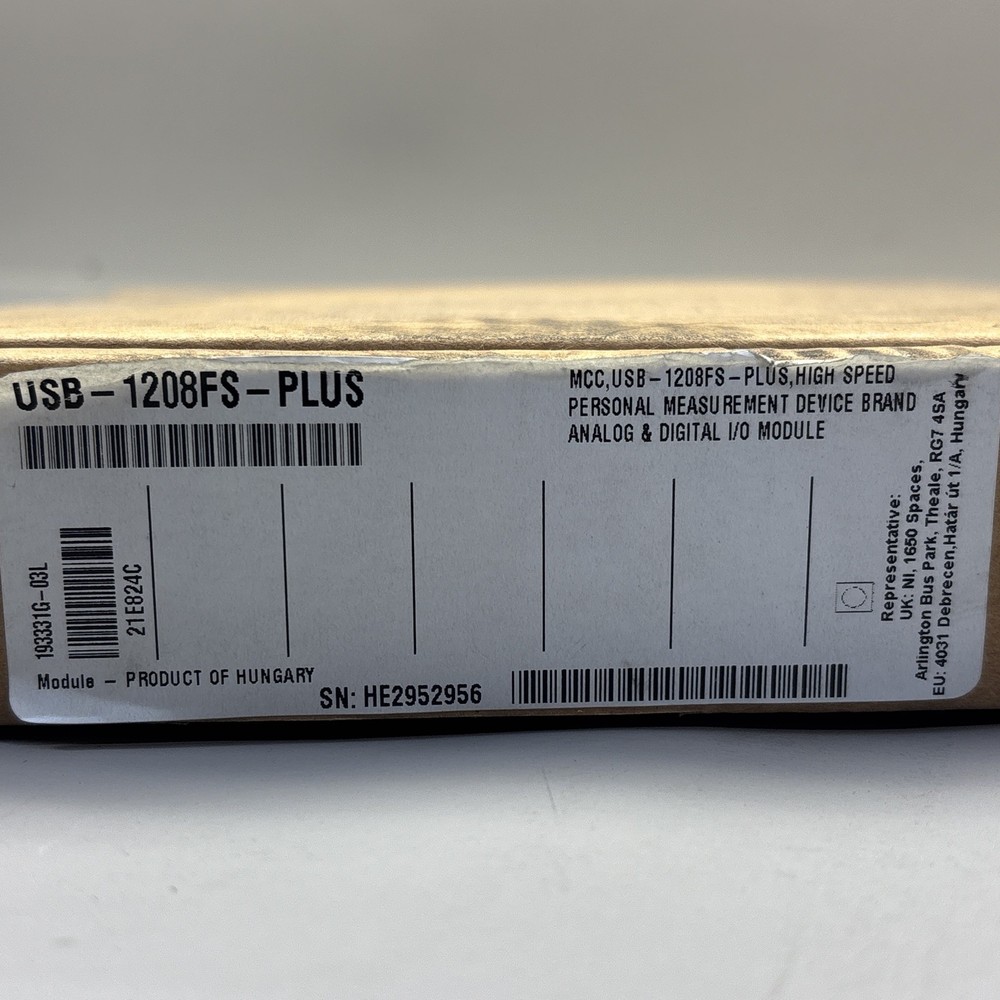 USB-1208FS-PLUS
MCC,USB-1208FS-PLUS,HIGH SPEED
PERSONAL MEASUREMENT DEVICE BRAND
ANALOG & DIGITAL I/O MODULE
193331G-03L
21E824C
Module - PRODUCT OF HUNGARY
SN: HE2952956
Representative:
UK: NI, 1650 Spaces,
Arlington Bus Park, Theale, RG7 4SA
EU: 4031 Debrecen,Határ út 1/A, Hungary